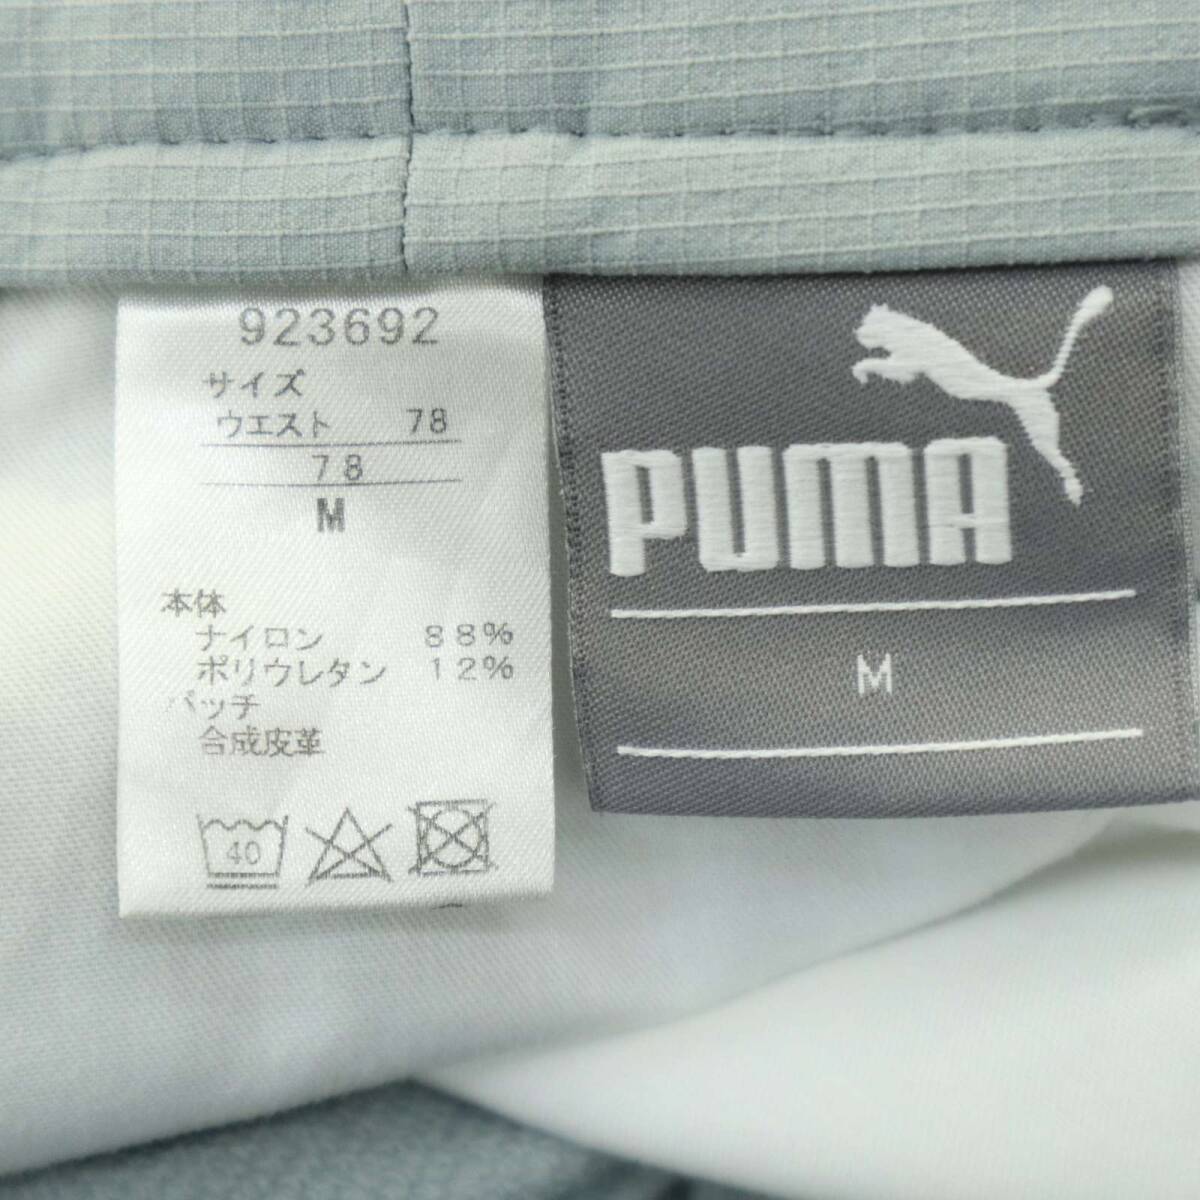 923692
サイズ
ウエスト 78
78
M
本体
ナイロン 88%
ポリウレタン 12%
パッチ
合成皮革
40
PUMA
M